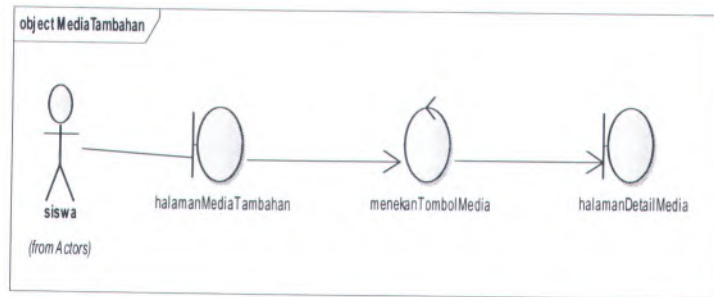 object MediaTambahan
siswa
(from Actors)
halamanMediaTambahan
menekanTombolMedia
halamanDetailMedia